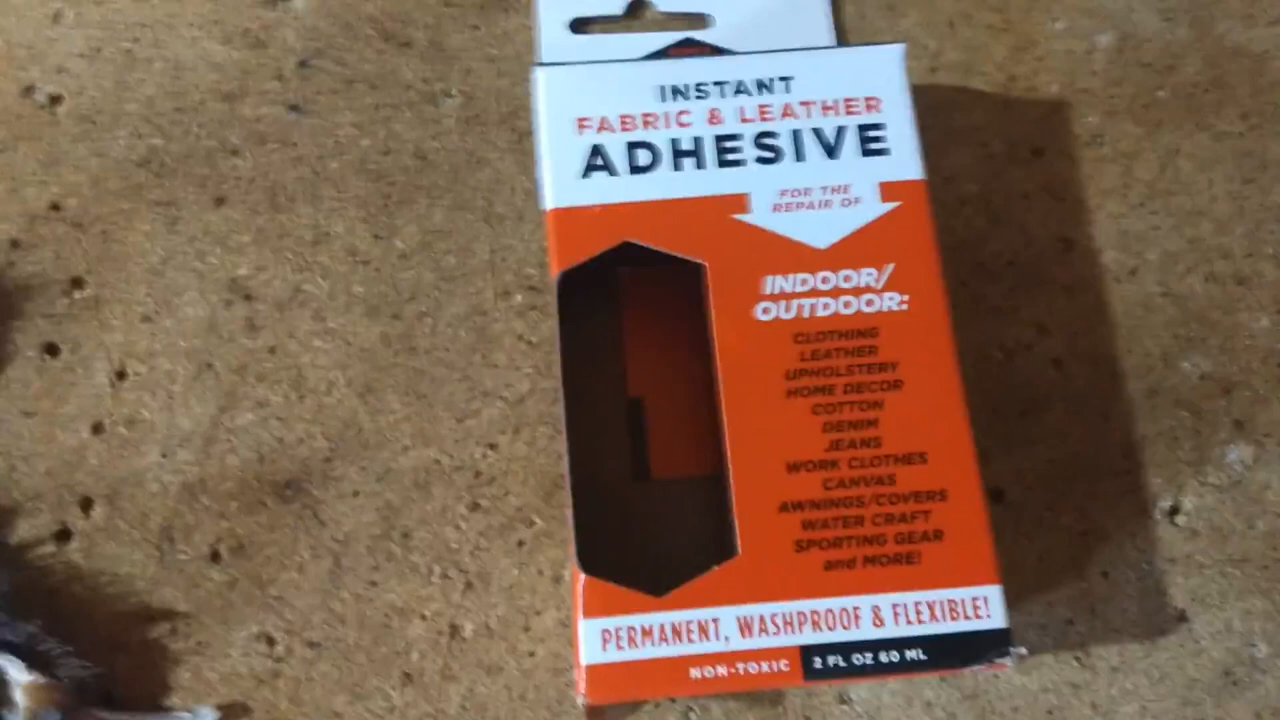 INSTANT
FABRIC & LEATHER
ADHESIVE
FOR THE
REPAIR OF
INDOOR/
OUTDOOR:
CLOTHING
LEATHER
UPHOLSTERY
HOME DECOR
COTTON
DENIM
JEANS
WORK CLOTHES
CANVAS
AWNINGS/COVERS
WATER CRAFT
SPORTING GEAR
and MORE!
PERMANENT, WASHPROOF & FLEXIBLE!
NON-TOXIC 2 FL OZ 60 ML